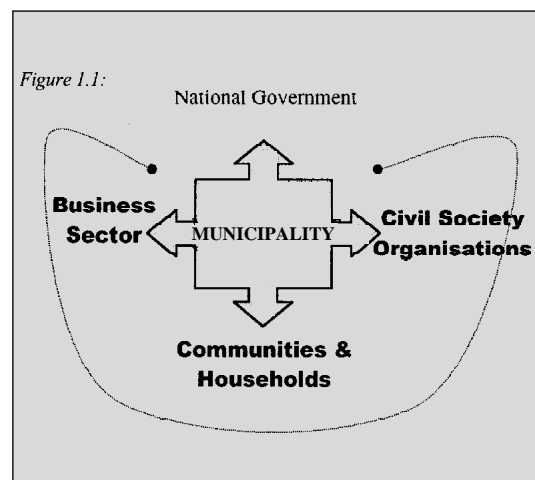 Figure 1.1:
National Government
Business
Sector
MUNICIPALITY
Civil Society
Organisations
Communities &
Households